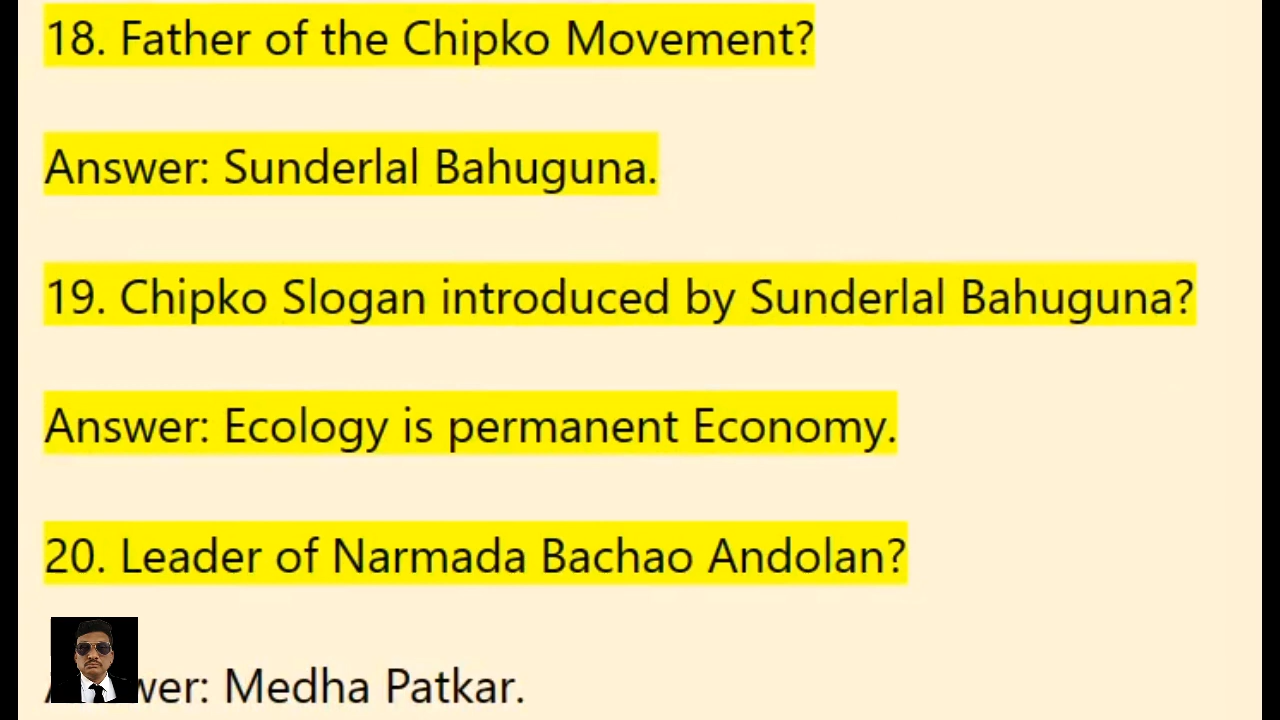 18. Father of the Chipko Movement?
Answer: Sunderlal Bahuguna.
19. Chipko Slogan introduced by Sunderlal Bahuguna?
Answer: Ecology is permanent Economy.
20. Leader of Narmada Bachao Andolan?
Answer: Medha Patkar.